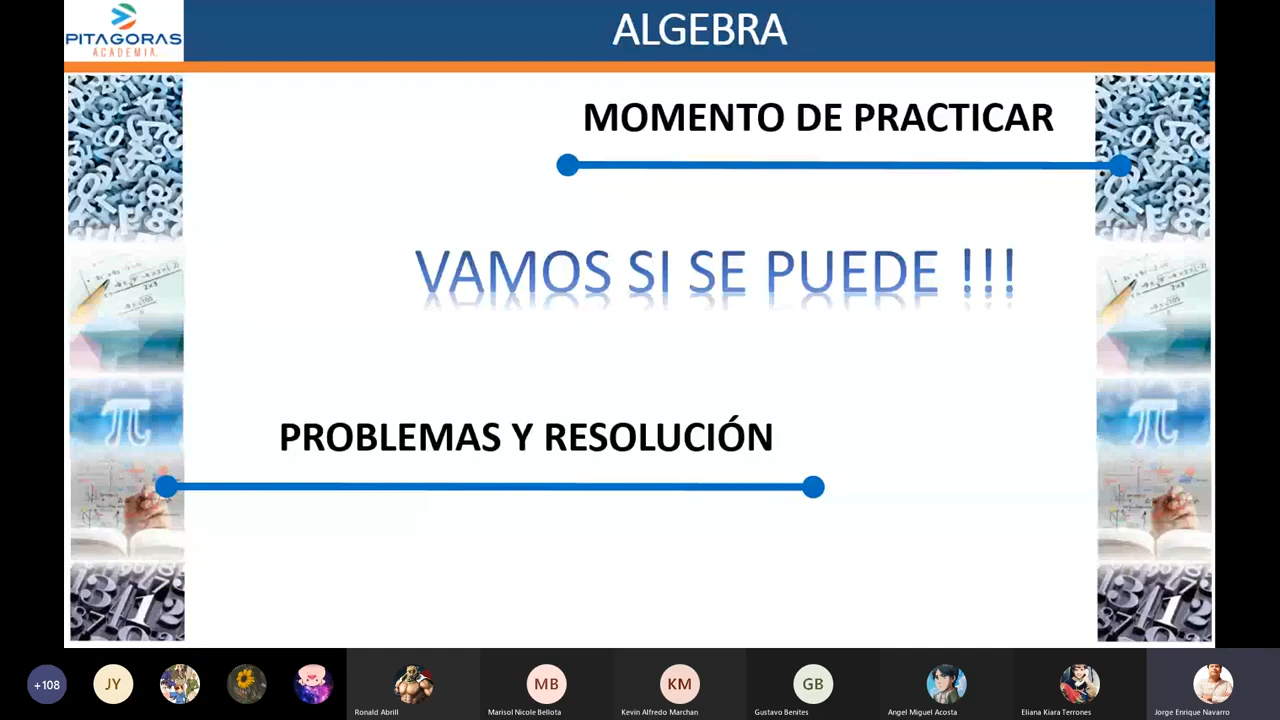 PITAGORAS
ACADEMIA
ALGEBRA
MOMENTO DE PRACTICAR
VAMOS SI SE PUEDE !!!
PROBLEMAS Y RESOLUCIÓN
+108
JY
MB
KM
GB
Ronald Abrill
Marisol Nicole Bellota
Kevin Alfredo Marchan
Gustavo Benites
Angel Miguel Acosta
Eliana Kiara Terrones
Jorge Enrique Navarro